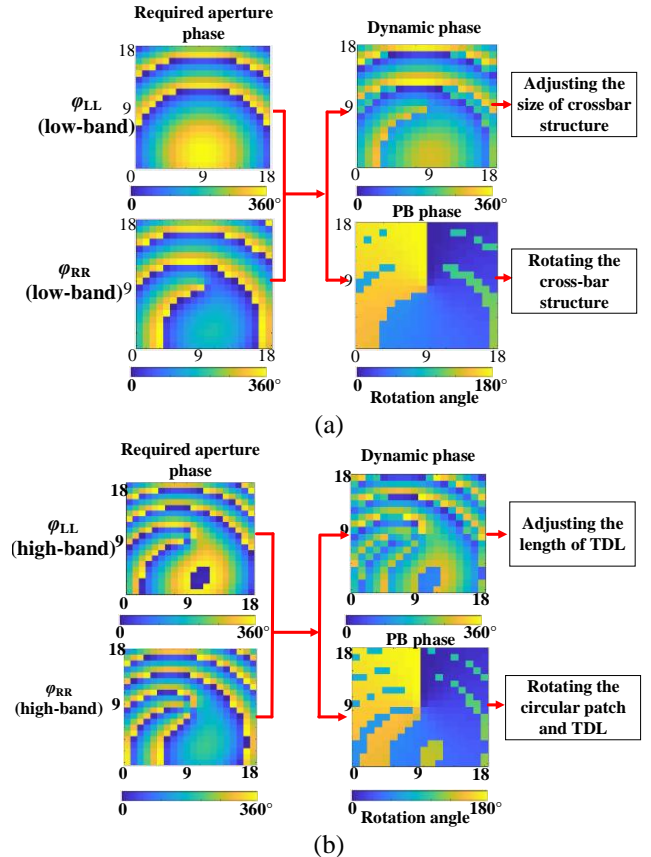 Required aperture
phase
Dynamic phase
18
9
φLL
(low-band)
0 9 18
0 360°
18
9
0 9 18
0 360°
Adjusting the
size of crossbar
structure
PB phase
18
9
φRR
(low-band)
0 9 18
0 360°
18
9
0 9 18
0 180°
Rotation angle
Rotating the
cross-bar
structure
(a)
Required aperture
phase
Dynamic phase
18
9
φLL
(high-band)
0 9 18
0 360°
18
9
0 9 18
0 360°
Adjusting the
length of TDL
PB phase
18
9
φRR
(high-band)
0 9 18
0 360°
18
9
0 9 18
0 180°
Rotation angle
Rotating the
circular patch
and TDL
(b)